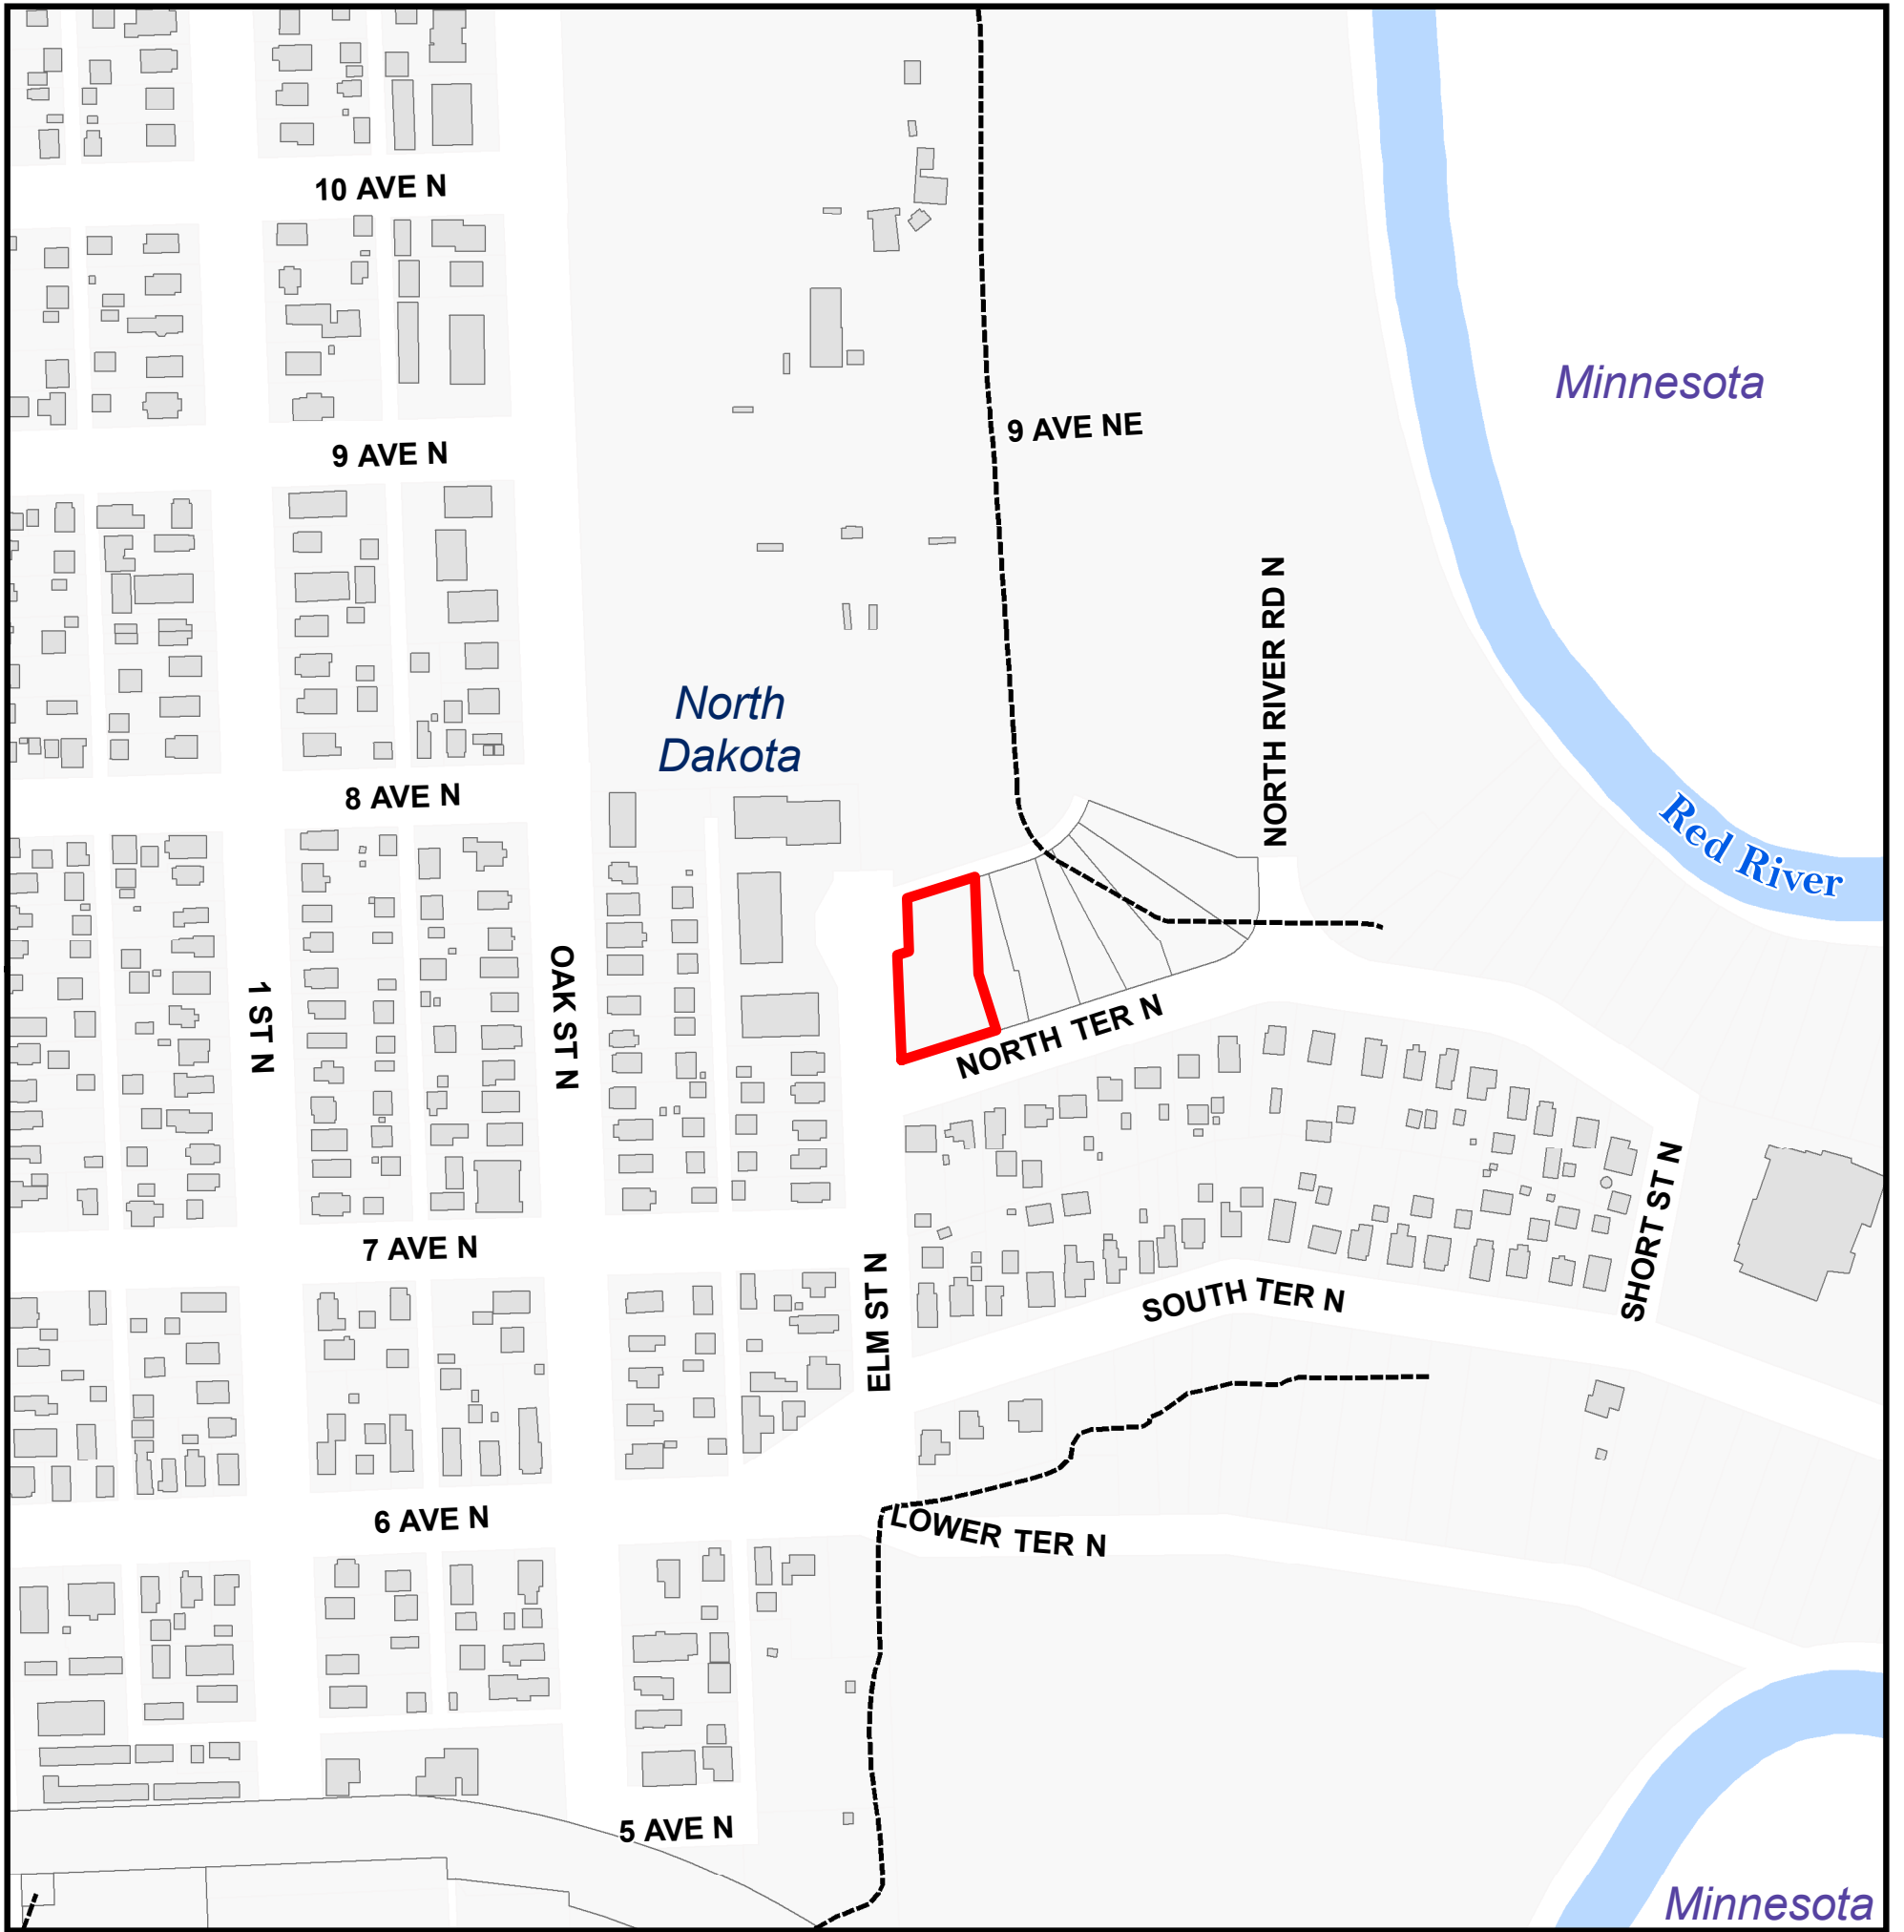 10 AVE N
Minnesota
9 AVE NE
9 AVE N
NORTH RIVER RD N
North
Dakota
8 AVE N
Red River
OAK ST N
1 ST N
NORTH TER N
SHORT ST N
7 AVE N
ELM ST N
SOUTH TER N
6 AVE N
LOWER TER N
5 AVE N
Minnesota